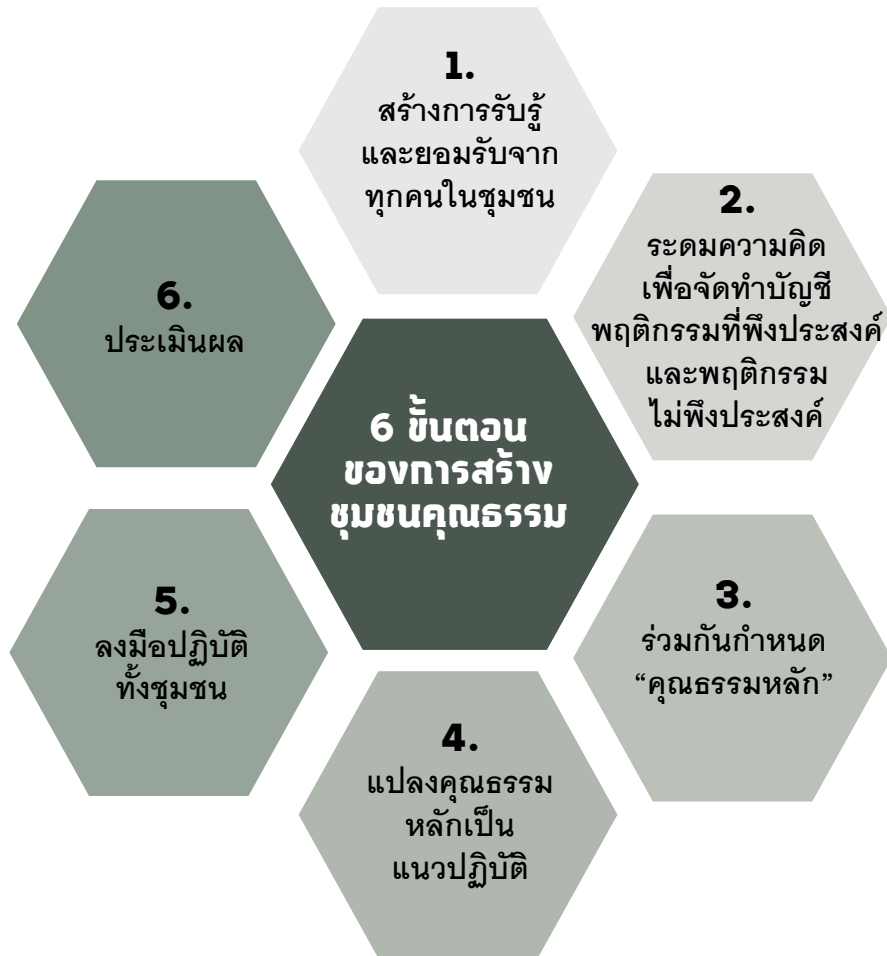 6 ขั้นตอน
ของการสร้าง
ชุมชนคุณธรรม
1.
สร้างการรับรู้
และยอมรับจาก
ทุกคนในชุมชน
2.
ระดมความคิด
เพื่อจัดทำบัญชี
พฤติกรรมที่พึงประสงค์
และพฤติกรรม
ไม่พึงประสงค์
3.
ร่วมกันกำหนด
“คุณธรรมหลัก”
4.
แปลงคุณธรรม
หลักเป็น
แนวปฏิบัติ
5.
ลงมือปฏิบัติ
ทั้งชุมชน
6.
ประเมินผล